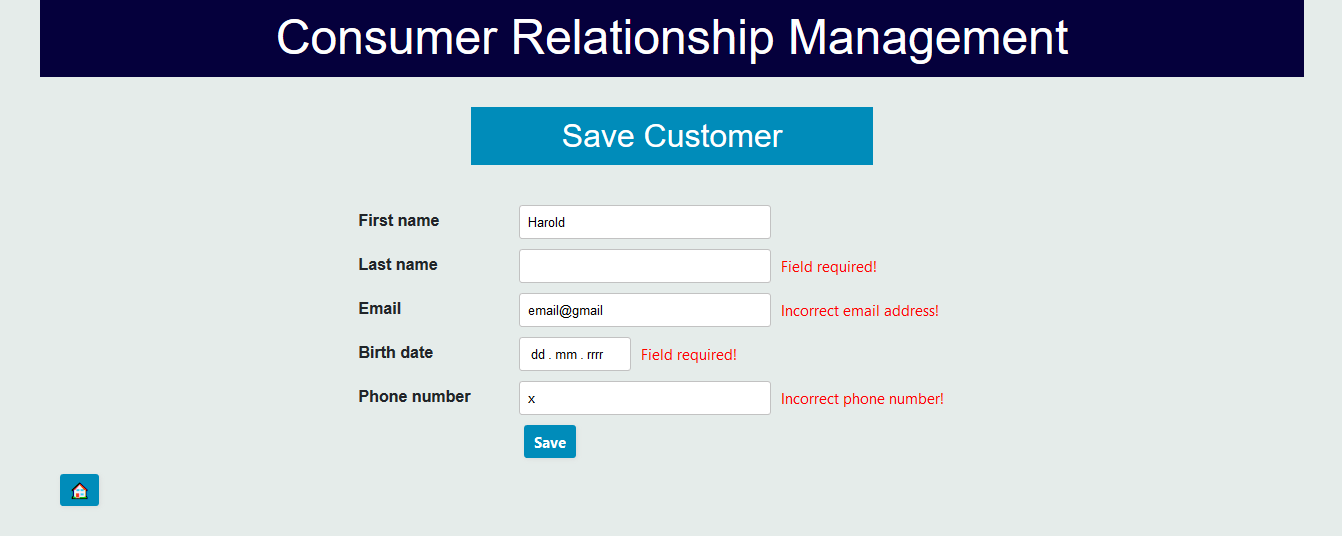 Consumer Relationship Management
Save Customer
First name Harold
Last name Field required!
Email email@gmail Incorrect email address!
Birth date dd . mm . rrrr Field required!
Phone number x Incorrect phone number!
Save